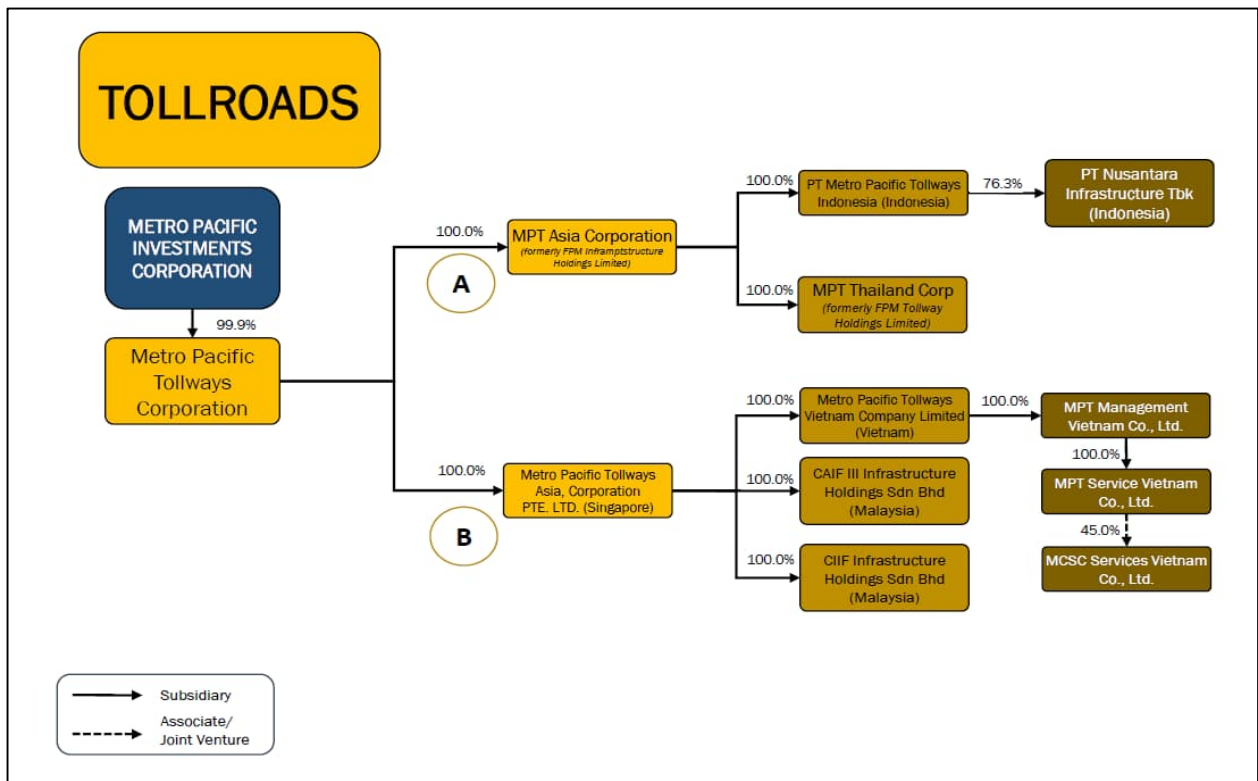 TOLLROADS
METRO PACIFIC
INVESTMENTS
CORPORATION
99.9%
Metro Pacific
Tollways
Corporation
100.0%
A
MPT Asia Corporation
(formerly FPM Inframptstructure
Holdings Limited)
100.0%
PT Metro Pacific Tollways
Indonesia (Indonesia)
76.3%
PT Nusantara
Infrastructure Tbk
(Indonesia)
100.0%
MPT Thailand Corp
(formerly FPM Tollway
Holdings Limited)
100.0%
B
Metro Pacific Tollways
Asia, Corporation
PTE. LTD. (Singapore)
100.0%
Metro Pacific Tollways
Vietnam Company Limited
(Vietnam)
100.0%
MPT Management
Vietnam Co., Ltd.
100.0%
MPT Service Vietnam
Co., Ltd.
45.0%
MCSC Services Vietnam
Co., Ltd.
100.0%
CAIF III Infrastructure
Holdings Sdn Bhd
(Malaysia)
100.0%
CIIF Infrastructure
Holdings Sdn Bhd
(Malaysia)
Subsidiary
Associate/
Joint Venture